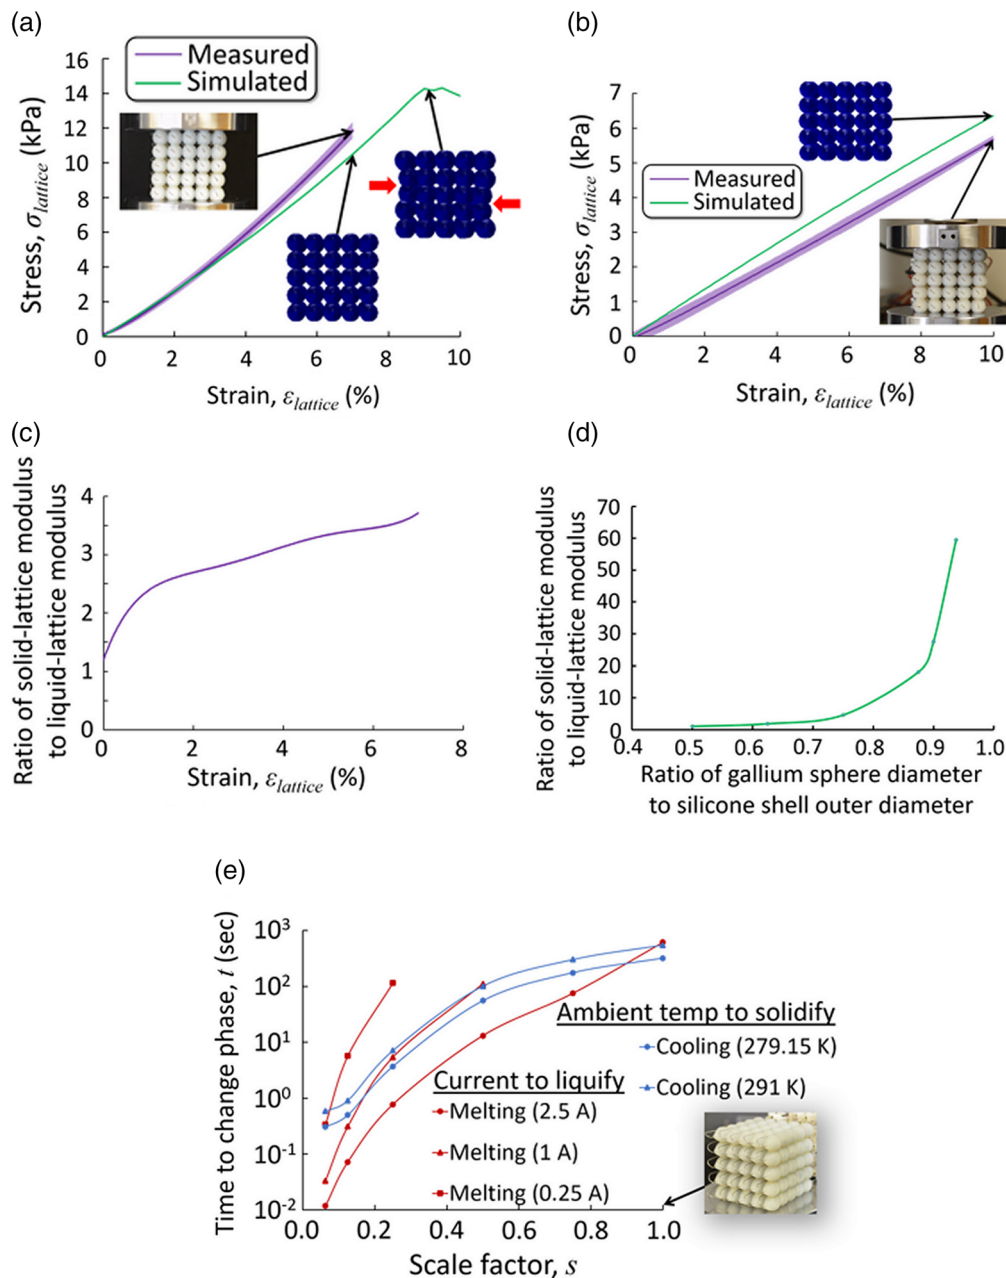 (a)
Measured
Simulated
Stress, σlattice (kPa)
16
14
12
10
8
6
4
2
0
0 2 4 6 8 10
Strain, εlattice (%)
(b)
Stress, σlattice (kPa)
7
6
5
4
3
2
1
0
Measured
Simulated
0 2 4 6 8 10
Strain, εlattice (%)
(c)
Ratio of solid-lattice modulus
to liquid-lattice modulus
4
3
2
1
0
0 2 4 6 8
Strain, εlattice (%)
(d)
Ratio of solid-lattice modulus
to liquid-lattice modulus
70
60
50
40
30
20
10
0
0.4 0.5 0.6 0.7 0.8 0.9 1.0
Ratio of gallium sphere diameter
to silicone shell outer diameter
(e)
Time to change phase, t (sec)
10³
10²
10¹
10⁰
10⁻¹
10⁻²
Ambient temp to solidify
Cooling (279.15 K)
Cooling (291 K)
Current to liquify
Melting (2.5 A)
Melting (1 A)
Melting (0.25 A)
0.0 0.2 0.4 0.6 0.8 1.0
Scale factor, s